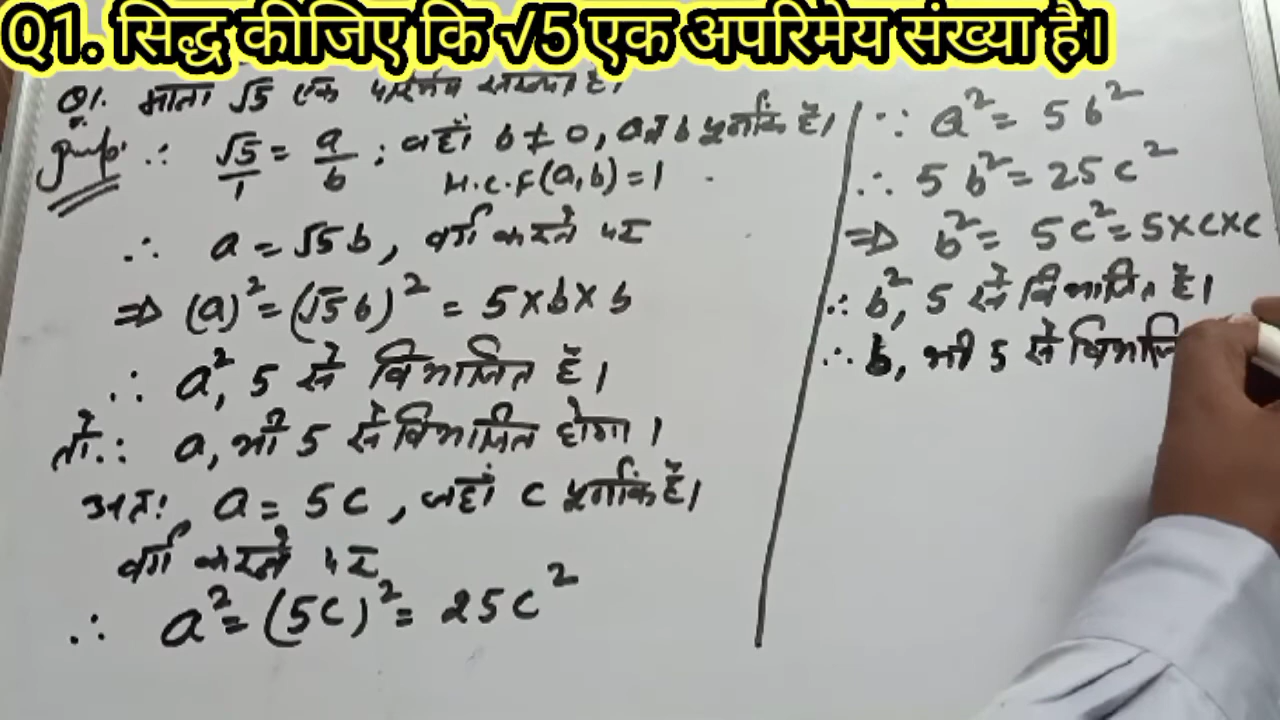 Q1. सिद्ध कीजिए कि √5 एक अपरिमेय संख्या है।
Q1. माना √5 एक परिमेय संख्या है।
∴ √5/1 = a/b ; जहाँ b ≠ 0, a व b पूर्णांक हैं।
H.C.F(a,b) = 1
∴ a = √5 b, वर्ग करने पर
⇒ (a)² = (√5 b)² = 5×b×b
∴ a², 5 से विभाजित है।
तो ∴ a, भी 5 से विभाजित होगा।
अतः, a = 5c, जहाँ c पूर्णांक है।
वर्ग करने पर
∴ a² = (5c)² = 25c²
∵ a² = 5b²
∴ 5b² = 25c²
⇒ b² = 5c² = 5×c×c
∴ b², 5 से विभाजित है।
∴ b, भी 5 से